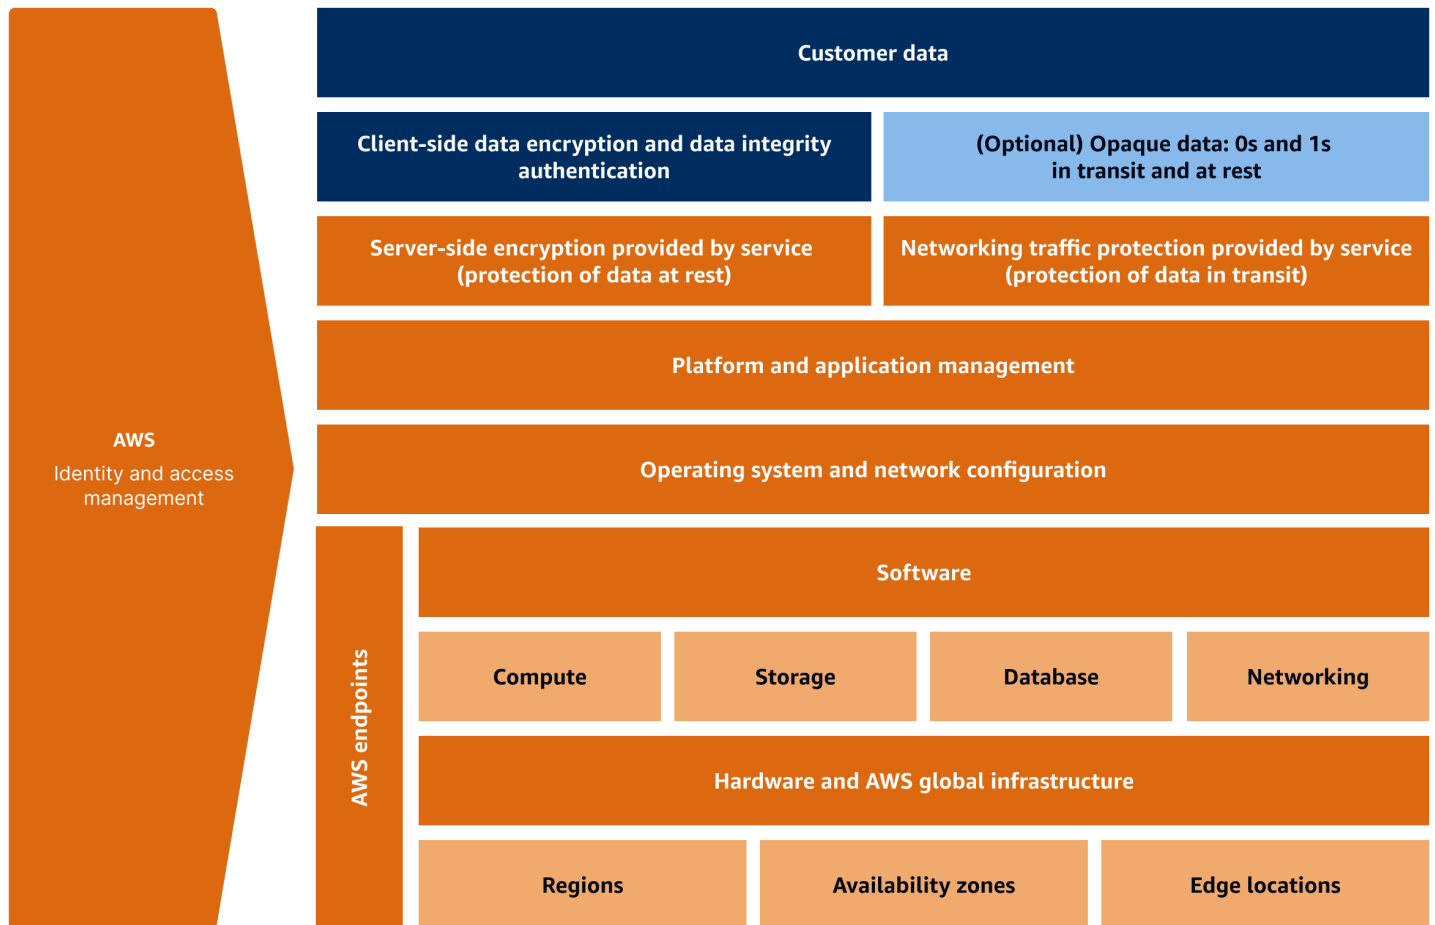 AWS
Identity and access
management
Customer data
Client-side data encryption and data integrity
authentication
(Optional) Opaque data: 0s and 1s
in transit and at rest
Server-side encryption provided by service
(protection of data at rest)
Networking traffic protection provided by service
(protection of data in transit)
Platform and application management
Operating system and network configuration
AWS endpoints
Software
Compute
Storage
Database
Networking
Hardware and AWS global infrastructure
Regions
Availability zones
Edge locations